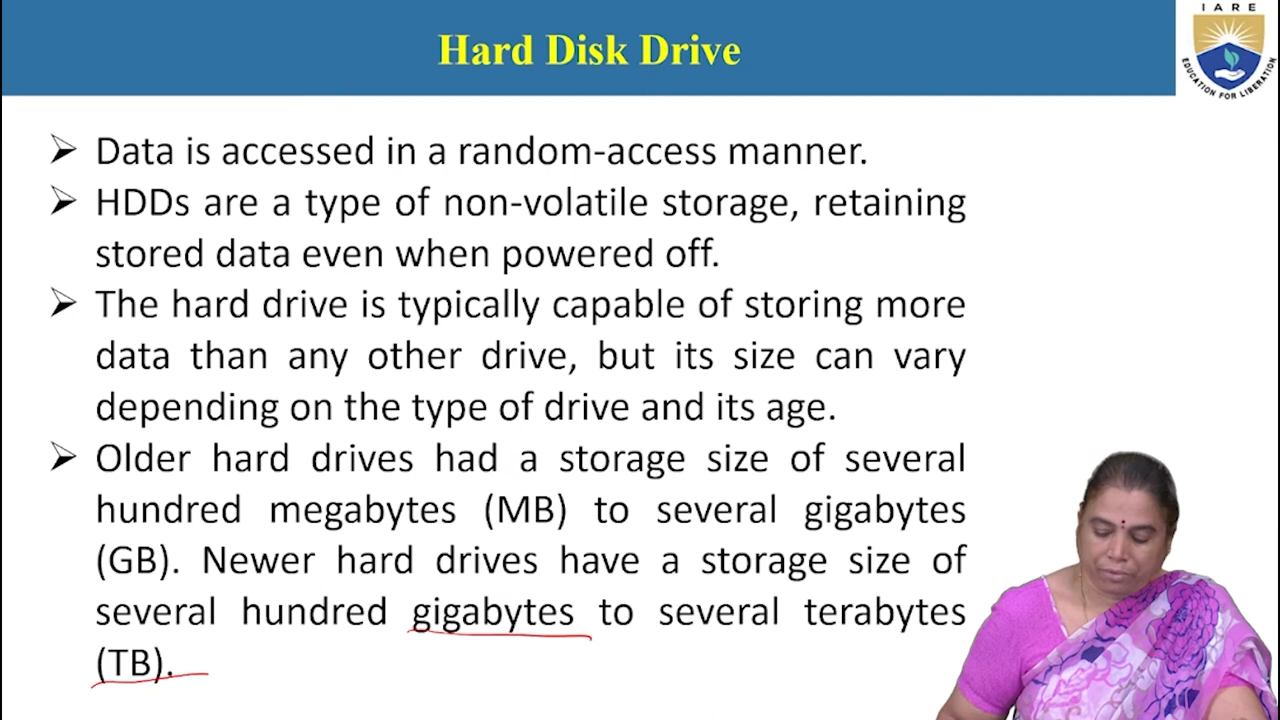 IARE
Hard Disk Drive
EDUCATION FOR LIBERATION
➢ Data is accessed in a random-access manner.
➢ HDDs are a type of non-volatile storage, retaining
stored data even when powered off.
➢ The hard drive is typically capable of storing more
data than any other drive, but its size can vary
depending on the type of drive and its age.
➢ Older hard drives had a storage size of several
hundred megabytes (MB) to several gigabytes
(GB). Newer hard drives have a storage size of
several hundred gigabytes to several terabytes
(TB).